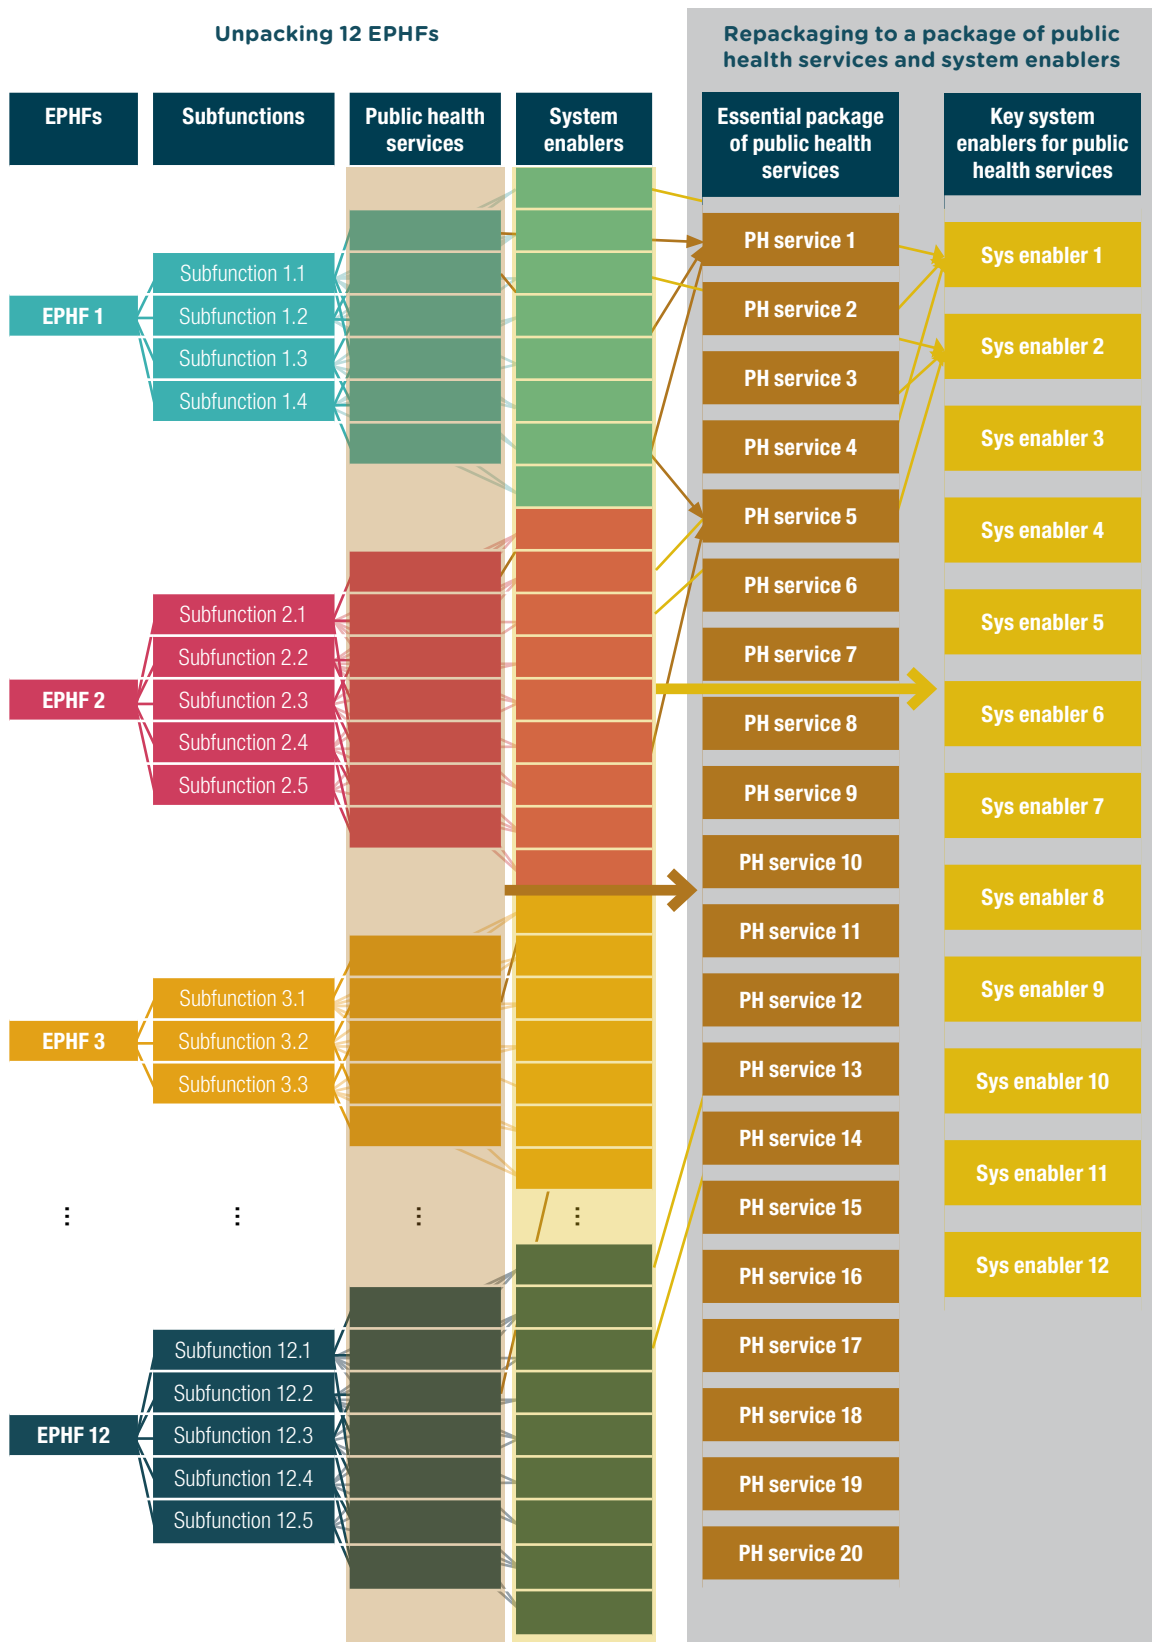 Unpacking 12 EPHFs
Repackaging to a package of public
health services and system enablers
EPHFs
Subfunctions
Public health
services
System
enablers
Essential package
of public health
services
Key system
enablers for public
health services
EPHF 1
Subfunction 1.1
Subfunction 1.2
Subfunction 1.3
Subfunction 1.4
EPHF 2
Subfunction 2.1
Subfunction 2.2
Subfunction 2.3
Subfunction 2.4
Subfunction 2.5
EPHF 3
Subfunction 3.1
Subfunction 3.2
Subfunction 3.3
...
...
...
...
EPHF 12
Subfunction 12.1
Subfunction 12.2
Subfunction 12.3
Subfunction 12.4
Subfunction 12.5
PH service 1
PH service 2
PH service 3
PH service 4
PH service 5
PH service 6
PH service 7
PH service 8
PH service 9
PH service 10
PH service 11
PH service 12
PH service 13
PH service 14
PH service 15
PH service 16
PH service 17
PH service 18
PH service 19
PH service 20
Sys enabler 1
Sys enabler 2
Sys enabler 3
Sys enabler 4
Sys enabler 5
Sys enabler 6
Sys enabler 7
Sys enabler 8
Sys enabler 9
Sys enabler 10
Sys enabler 11
Sys enabler 12